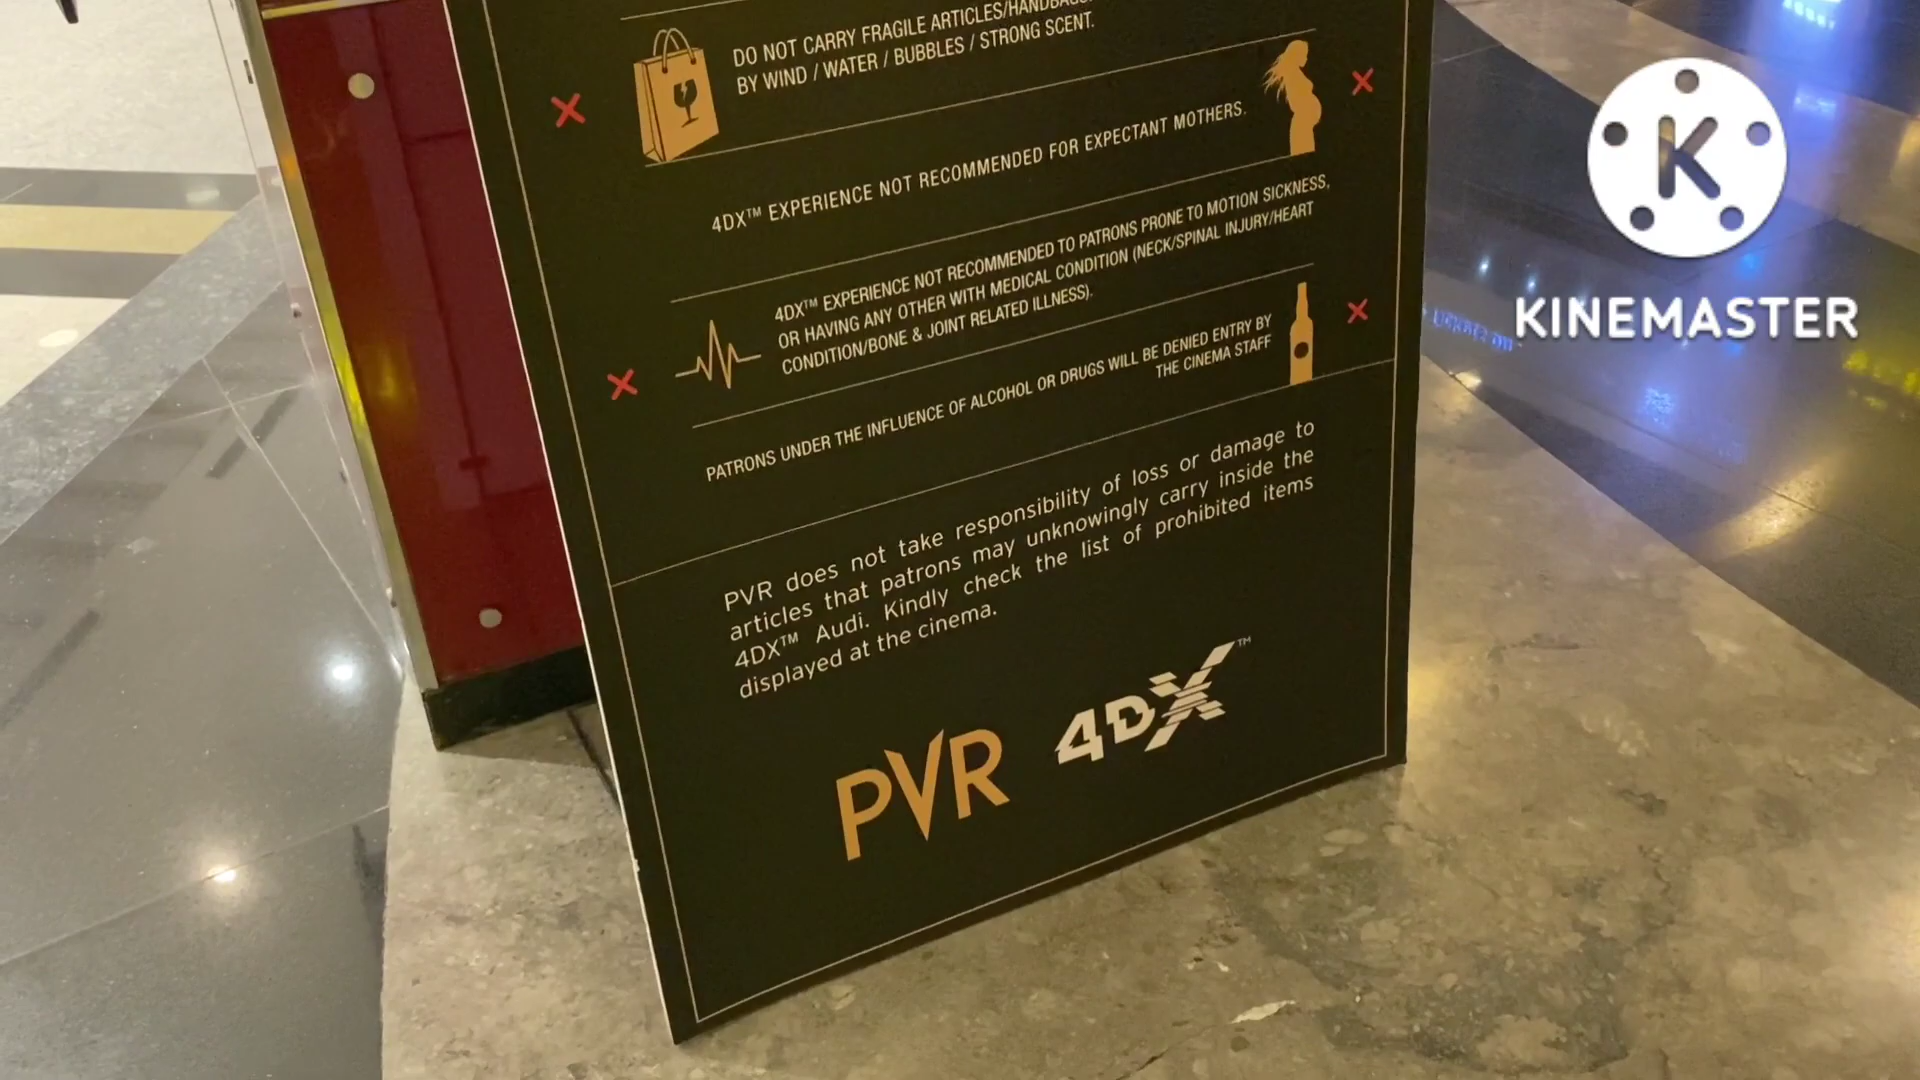 DO NOT CARRY FRAGILE ARTICLES/HANDBAGS
BY WIND / WATER / BUBBLES / STRONG SCENT.
4DX™ EXPERIENCE NOT RECOMMENDED FOR EXPECTANT MOTHERS.
4DX™ EXPERIENCE NOT RECOMMENDED TO PATRONS PRONE TO MOTION SICKNESS,
OR HAVING ANY OTHER WITH MEDICAL CONDITION (NECK/SPINAL INJURY/HEART
CONDITION/BONE & JOINT RELATED ILLNESS).
PATRONS UNDER THE INFLUENCE OF ALCOHOL OR DRUGS WILL BE DENIED ENTRY BY
THE CINEMA STAFF
PVR does not take responsibility of loss or damage to
articles that patrons may unknowingly carry inside the
4DX™ Audi. Kindly check the list of prohibited items
displayed at the cinema.
PVR 4DX™
K
KINEMASTER